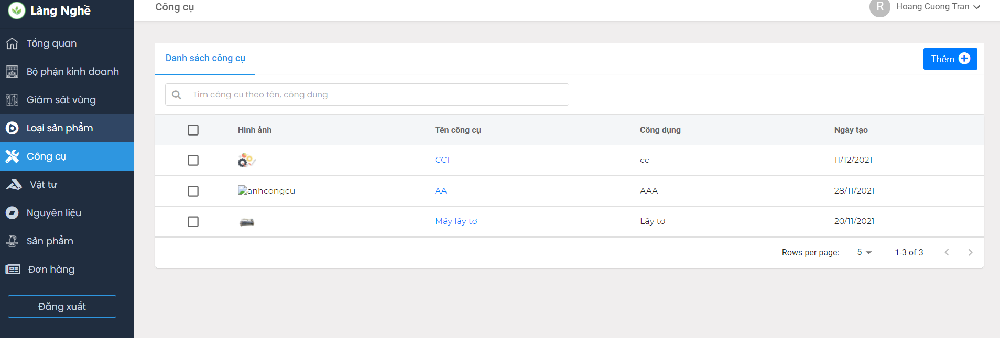 Làng Nghề
Công cụ
R
Hoang Cuong Tran
Tổng quan
Bộ phận kinh doanh
Giám sát vùng
Loại sản phẩm
Công cụ
Vật tư
Nguyên liệu
Sản phẩm
Đơn hàng
Đăng xuất
Danh sách công cụ
Thêm
Tìm công cụ theo tên, công dụng
Hình ảnh Tên công cụ Công dụng Ngày tạo
CC1 cc 11/12/2021
anhcongcu AA AAA 28/11/2021
Máy lấy tơ Lấy tơ 20/11/2021
Rows per page: 5 1-3 of 3